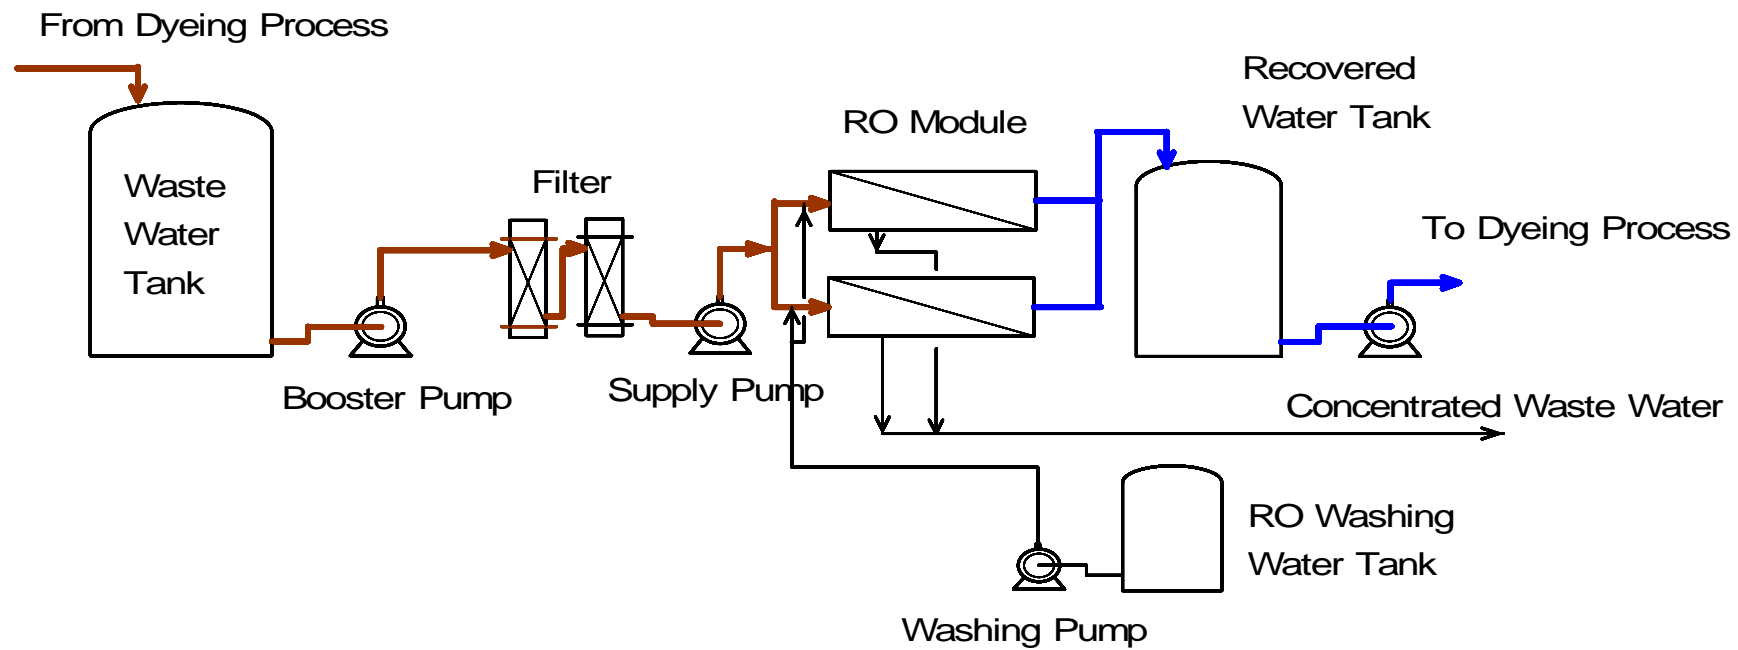 From Dyeing Process
Recovered
Water Tank
RO Module
Waste
Water
Tank
Filter
To Dyeing Process
Booster Pump
Supply Pump
Concentrated Waste Water
RO Washing
Water Tank
Washing Pump